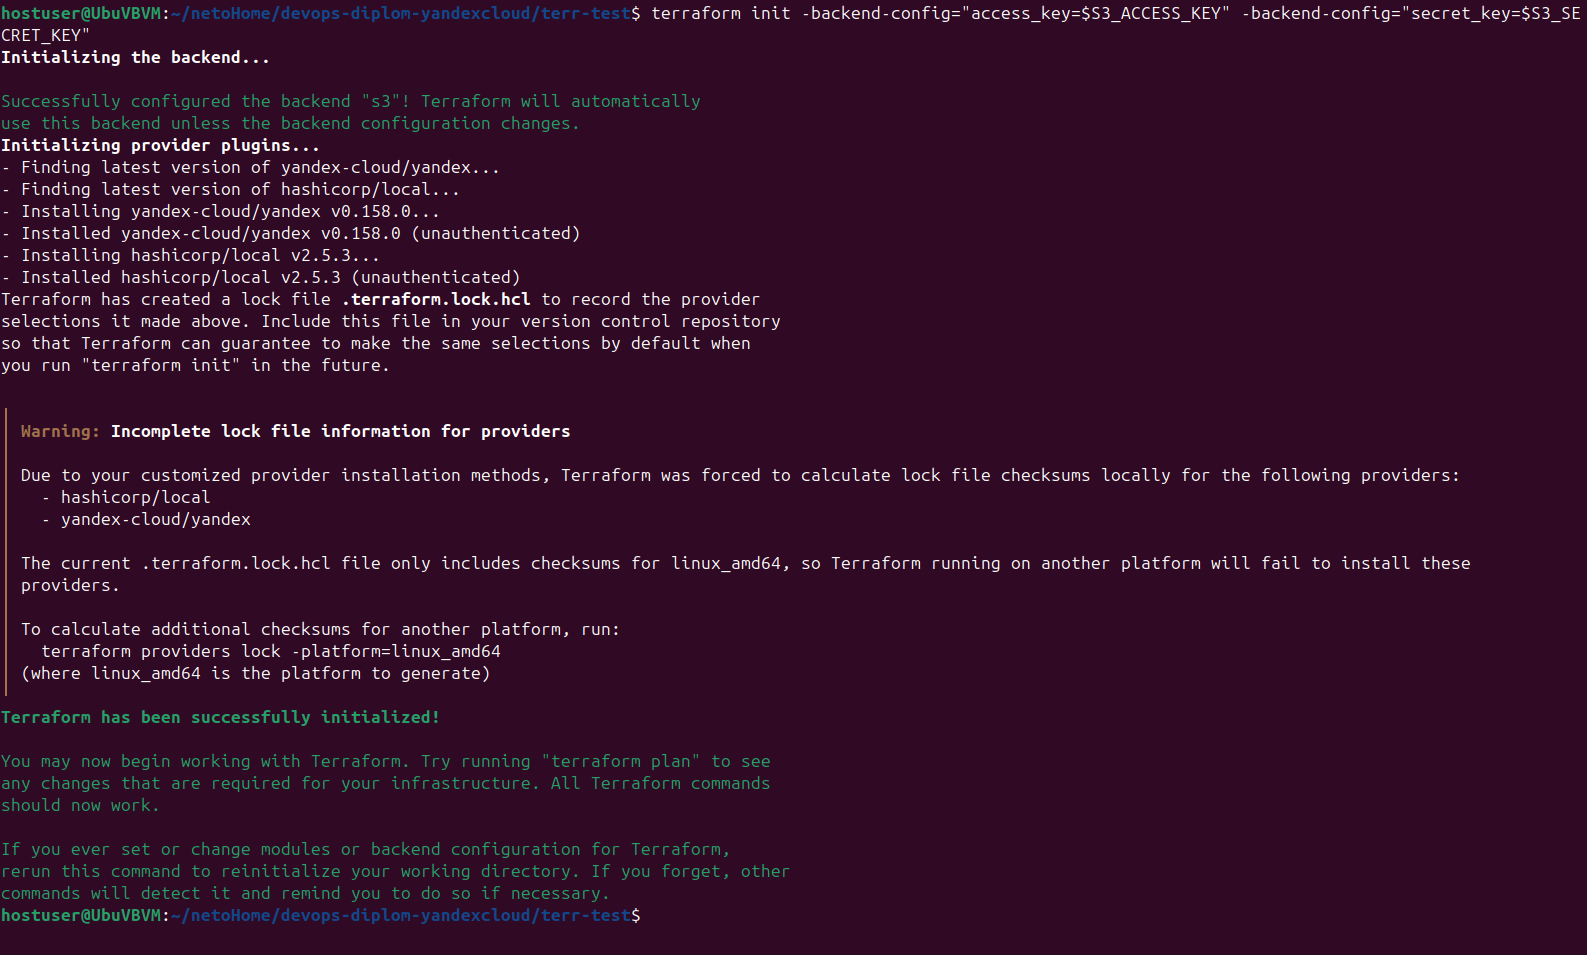 hostuser@UbuVBVM:~/netoHome/devops-diplom-yandexcloud/terr-test$ terraform init -backend-config="access_key=$S3_ACCESS_KEY" -backend-config="secret_key=$S3_SE
CRET_KEY"
Initializing the backend...

Successfully configured the backend "s3"! Terraform will automatically
use this backend unless the backend configuration changes.
Initializing provider plugins...
- Finding latest version of yandex-cloud/yandex...
- Finding latest version of hashicorp/local...
- Installing yandex-cloud/yandex v0.158.0...
- Installed yandex-cloud/yandex v0.158.0 (unauthenticated)
- Installing hashicorp/local v2.5.3...
- Installed hashicorp/local v2.5.3 (unauthenticated)
Terraform has created a lock file .terraform.lock.hcl to record the provider
selections it made above. Include this file in your version control repository
so that Terraform can guarantee to make the same selections by default when
you run "terraform init" in the future.

Warning: Incomplete lock file information for providers

Due to your customized provider installation methods, Terraform was forced to calculate lock file checksums locally for the following providers:
  - hashicorp/local
  - yandex-cloud/yandex

The current .terraform.lock.hcl file only includes checksums for linux_amd64, so Terraform running on another platform will fail to install these
providers.

To calculate additional checksums for another platform, run:
  terraform providers lock -platform=linux_amd64
(where linux_amd64 is the platform to generate)

Terraform has been successfully initialized!

You may now begin working with Terraform. Try running "terraform plan" to see
any changes that are required for your infrastructure. All Terraform commands
should now work.

If you ever set or change modules or backend configuration for Terraform,
rerun this command to reinitialize your working directory. If you forget, other
commands will detect it and remind you to do so if necessary.
hostuser@UbuVBVM:~/netoHome/devops-diplom-yandexcloud/terr-test$